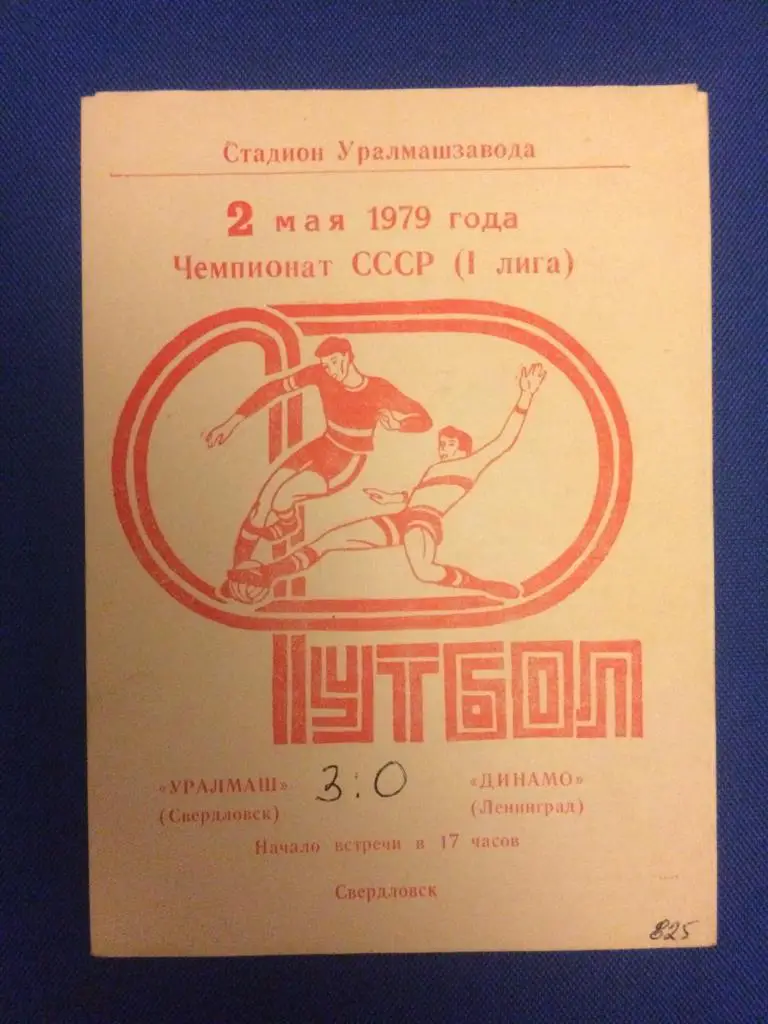 Стадион Уралмашзавода
2 мая 1979 года
Чемпионат СССР (I лига)
ФУТБОЛ
«УРАЛМАШ» 3:0 «ДИНАМО»
(Свердловск) (Ленинград)
Начало встречи в 17 часов
Свердловск
825